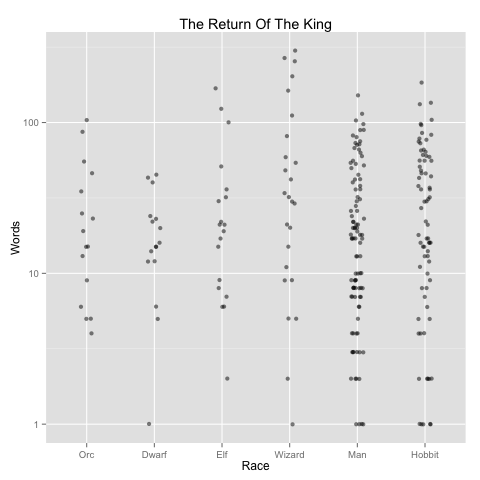 The Return Of The King
Words
100
10
1
Orc Dwarf Elf Wizard Man Hobbit
Race